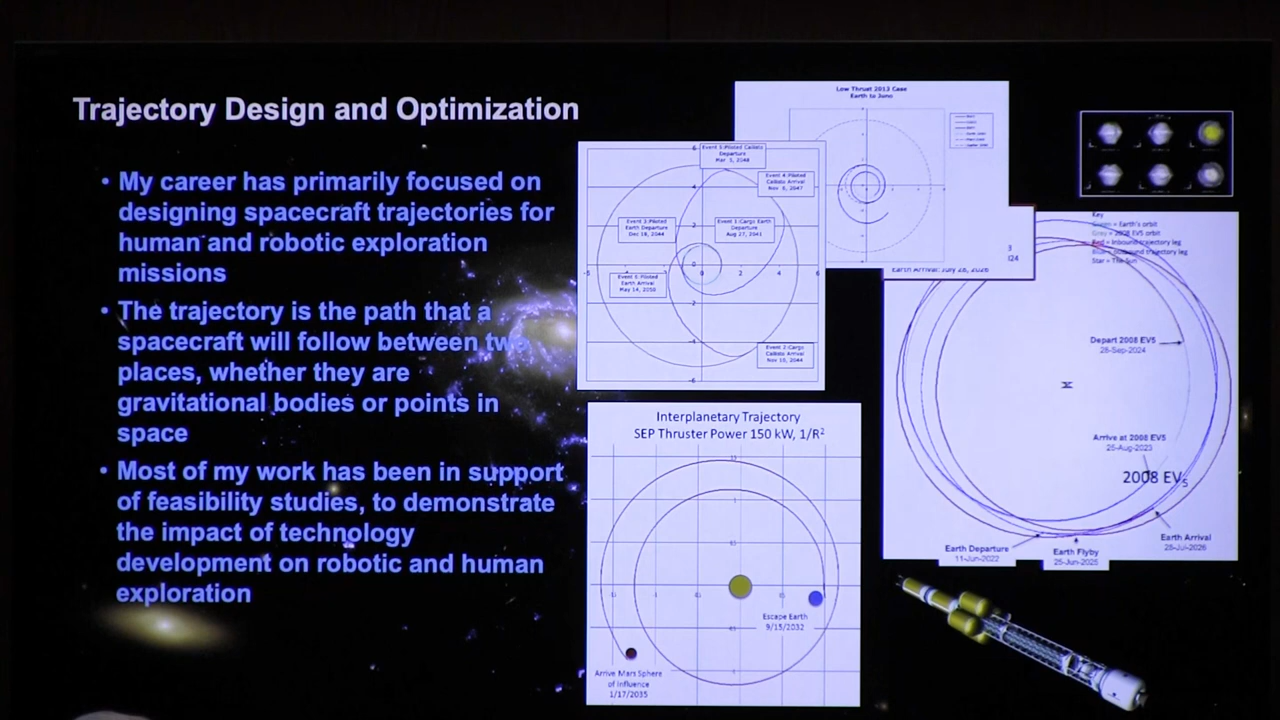 Trajectory Design and Optimization
• My career has primarily focused on
designing spacecraft trajectories for
human and robotic exploration
missions
• The trajectory is the path that a
spacecraft will follow between two
places, whether they are
gravitational bodies or points in
space
• Most of my work has been in support
of feasibility studies, to demonstrate
the impact of technology
development on robotic and human
exploration
Low Thrust 2013 Case
Earth to Juno
Event 5:Piloted Callisto
Departure
Event 4:Piloted
Callisto Arrival
Nov 6, 2047
Event 3:Piloted
Earth Departure
Dec 18, 2044
Event 1:Cargo Earth
Departure
Aug 27, 2041
Earth Arrival
May 14, 2050
Event 2:Cargo
Callisto Arrival
Nov 10, 2044
Earth Arrival: July 28, 2026
Key
Green = Earth's orbit
Grey = 2008 EV5 orbit
Red = Inbound trajectory leg
Star = The Sun
Depart 2008 EV5
28-Sep-2024
Arrive at 2008 EV5
25-Aug-2023
2008 EV5
Earth Departure
11-Jun-2022
Earth Flyby
25-Jun-2025
Earth Arrival
28-Jul-2026
Interplanetary Trajectory
SEP Thruster Power 150 kW, 1/R²
Escape Earth
9/15/2032
Arrive Mars Sphere
of Influence
1/17/2035